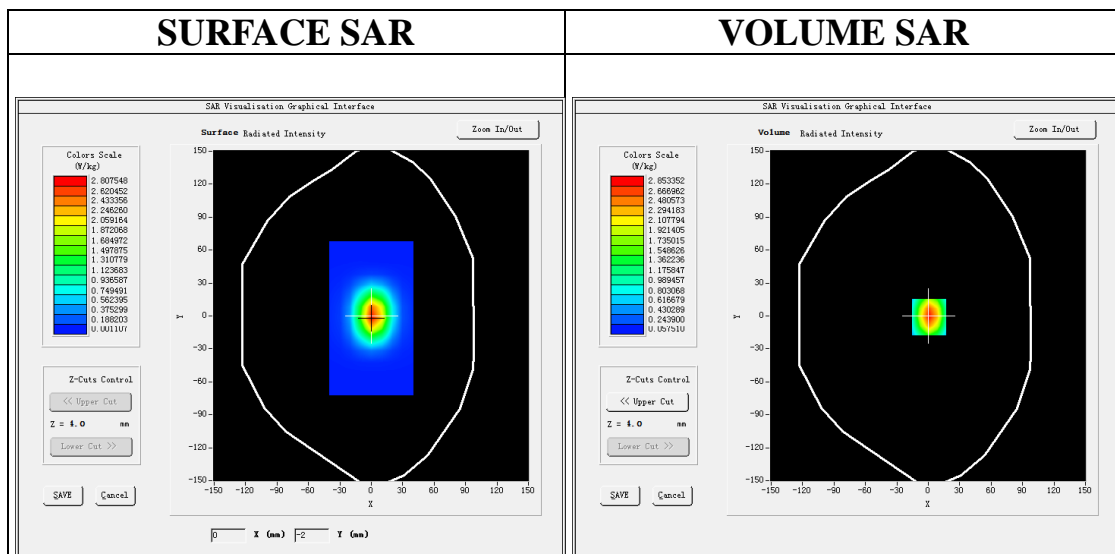 SURFACE SAR
VOLUME SAR
SAR Visualisation Graphical Interface
Surface Radiated Intensity
Zoom In/Out
Colors Scale
(W/kg)
2.807548
2.620452
2.433356
2.246260
2.059164
1.872068
1.684972
1.497875
1.310779
1.123683
0.936587
0.749491
0.562395
0.375299
0.188203
0.001107
Z-Cuts Control
<< Upper Cut
Z = 4.0 mm
Lower Cut >>
SAVE
Cancel
150
120
90
60
30
0
-30
-60
-90
-120
-150
Y
-150 -120 -90 -60 -30 0 30 60 90 120 150
X
0 X (mm) -2 Y (mm)
SAR Visualisation Graphical Interface
Volume Radiated Intensity
Zoom In/Out
Colors Scale
(W/kg)
2.853352
2.666962
2.480573
2.294183
2.107794
1.921405
1.735015
1.548626
1.362236
1.175847
0.989457
0.803068
0.616679
0.430289
0.243900
0.057510
Z-Cuts Control
<< Upper Cut
Z = 4.0 mm
Lower Cut >>
SAVE
Cancel
150
120
90
60
30
0
-30
-60
-90
-120
-150
Y
-150 -120 -90 -60 -30 0 30 60 90 120 150
X